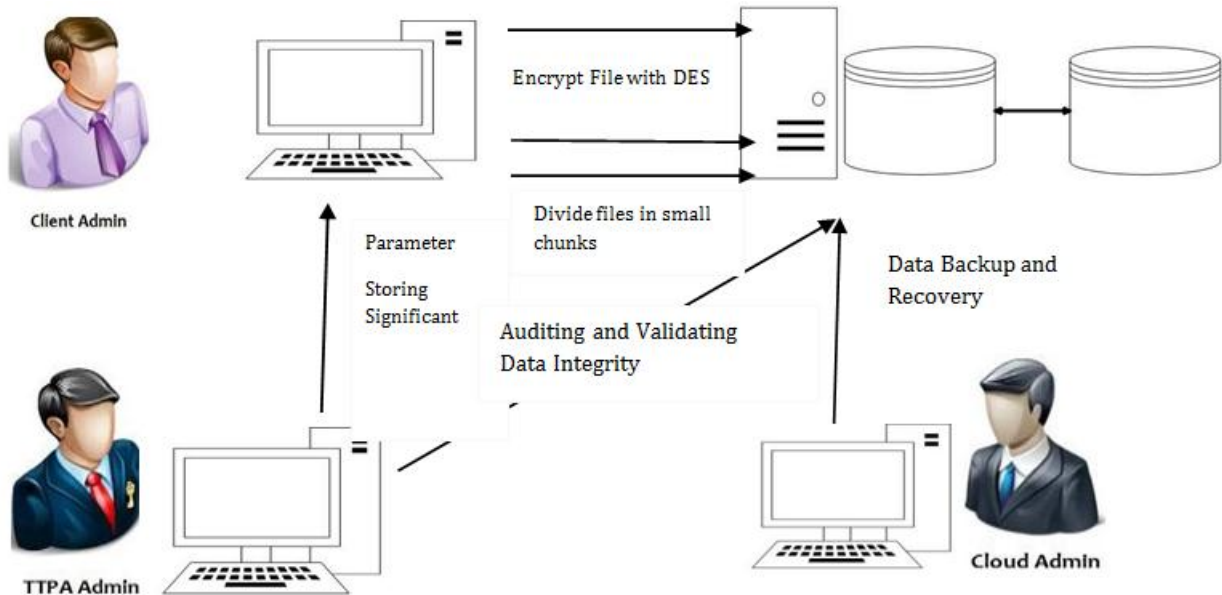 Encrypt File with DES
Client Admin
Divide files in small
chunks
Parameter
Storing
Significant
Data Backup and
Recovery
Auditing and Validating
Data Integrity
TTPA Admin
Cloud Admin